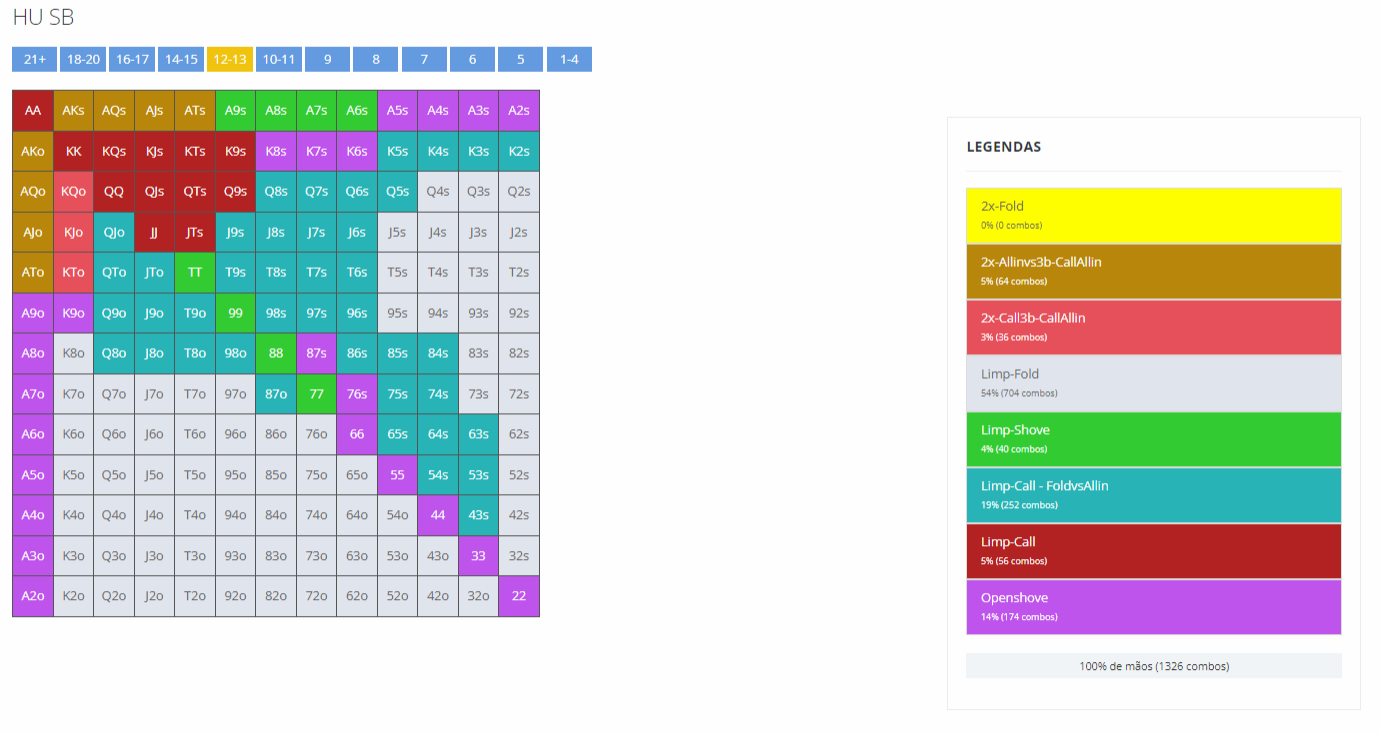 HU SB
21+ 18-20 16-17 14-15 12-13 10-11 9 8 7 6 5 1-4
AA AKs AQs AJs ATs A9s A8s A7s A6s A5s A4s A3s A2s
AKo KK KQs KJs KTs K9s K8s K7s K6s K5s K4s K3s K2s
AQo KQo QQ QJs QTs Q9s Q8s Q7s Q6s Q5s Q4s Q3s Q2s
AJo KJo QJo JJ JTs J9s J8s J7s J6s J5s J4s J3s J2s
ATo KTo QTo JTo TT T9s T8s T7s T6s T5s T4s T3s T2s
A9o K9o Q9o J9o T9o 99 98s 97s 96s 95s 94s 93s 92s
A8o K8o Q8o J8o T8o 98o 88 87s 86s 85s 84s 83s 82s
A7o K7o Q7o J7o T7o 97o 87o 77 76s 75s 74s 73s 72s
A6o K6o Q6o J6o T6o 96o 86o 76o 66 65s 64s 63s 62s
A5o K5o Q5o J5o T5o 95o 85o 75o 65o 55 54s 53s 52s
A4o K4o Q4o J4o T4o 94o 84o 74o 64o 54o 44 43s 42s
A3o K3o Q3o J3o T3o 93o 83o 73o 63o 53o 43o 33 32s
A2o K2o Q2o J2o T2o 92o 82o 72o 62o 52o 42o 32o 22
LEGENDAS
2x-Fold
0% (0 combos)
2x-Allinvs3b-CallAllin
5% (64 combos)
2x-Call3b-CallAllin
3% (36 combos)
Limp-Fold
54% (704 combos)
Limp-Shove
4% (40 combos)
Limp-Call - FoldvsAllin
19% (252 combos)
Limp-Call
5% (56 combos)
Openshove
14% (174 combos)
100% de mãos (1326 combos)